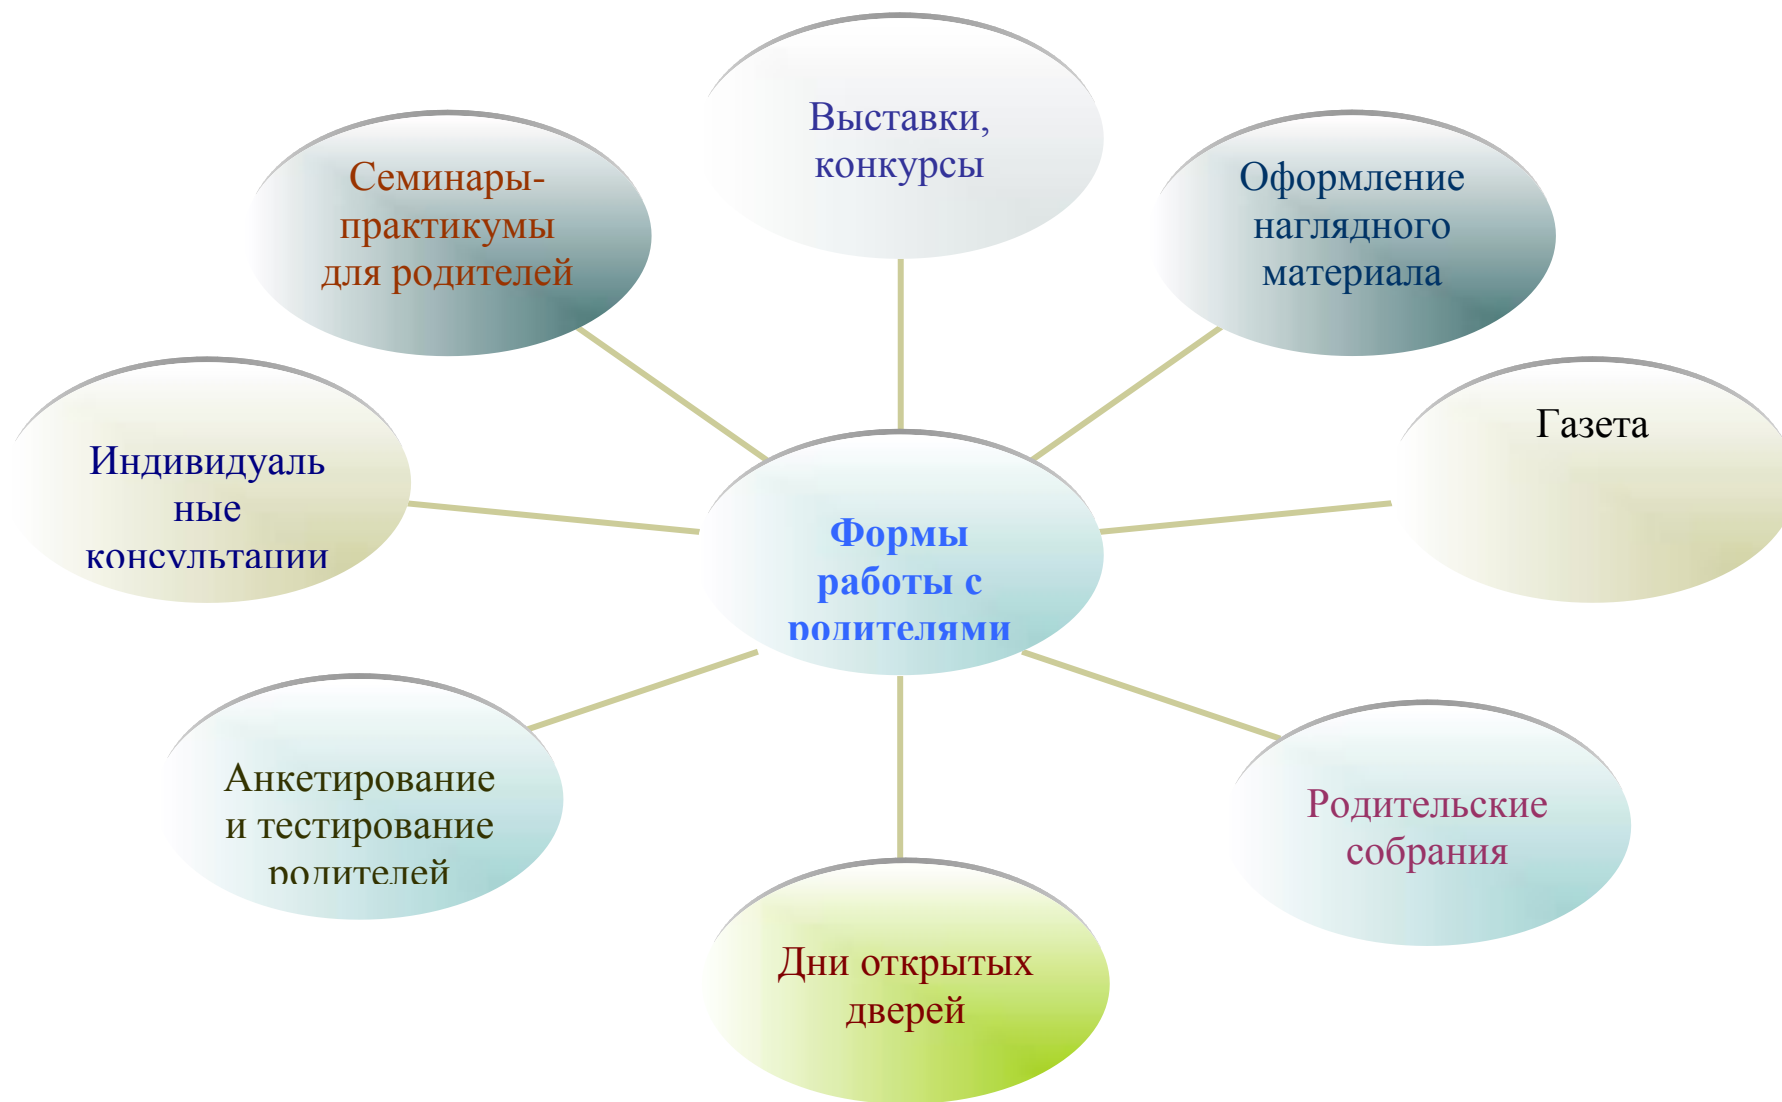 Выставки,
конкурсы
Семинары-
практикумы
для родителей
Оформление
наглядного
материала
Газета
Индивидуаль
ные
консультации
Формы
работы с
родителями
Анкетирование
и тестирование
родителей
Родительские
собрания
Дни открытых
дверей